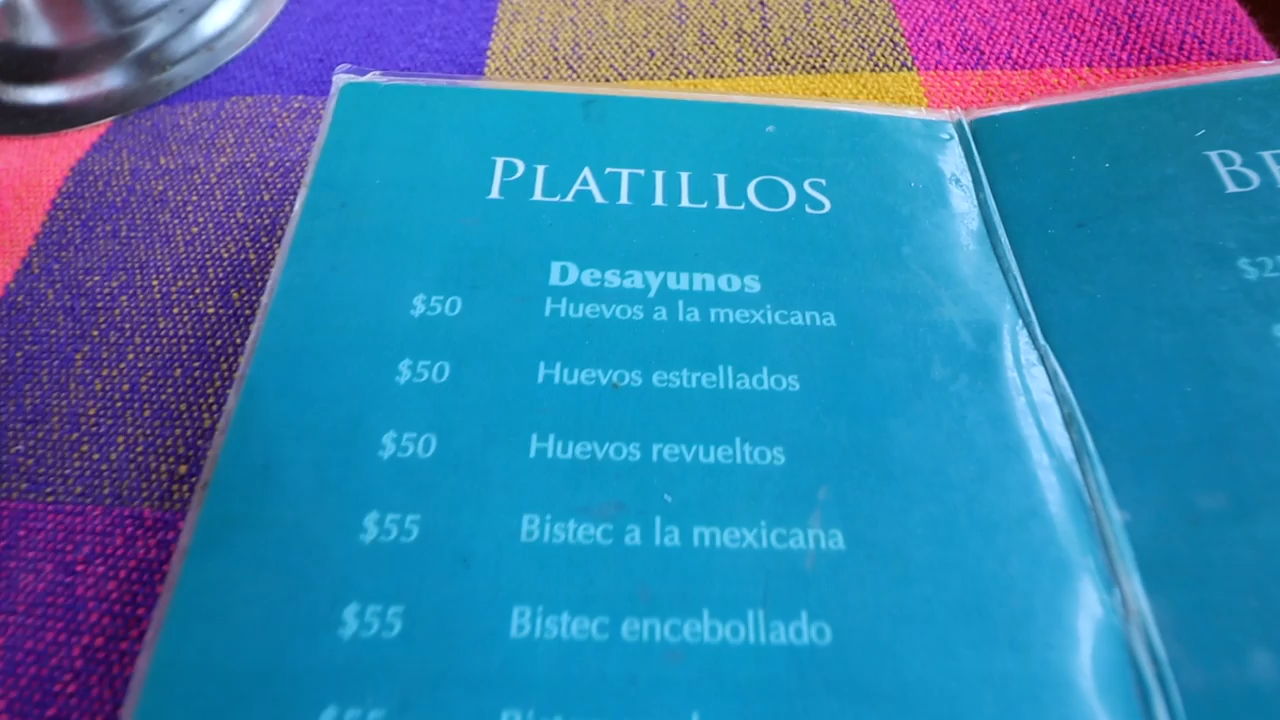 PLATILLOS
Desayunos
$50 Huevos a la mexicana
$50 Huevos estrellados
$50 Huevos revueltos
$55 Bistec a la mexicana
$55 Bistec encebollado
$55